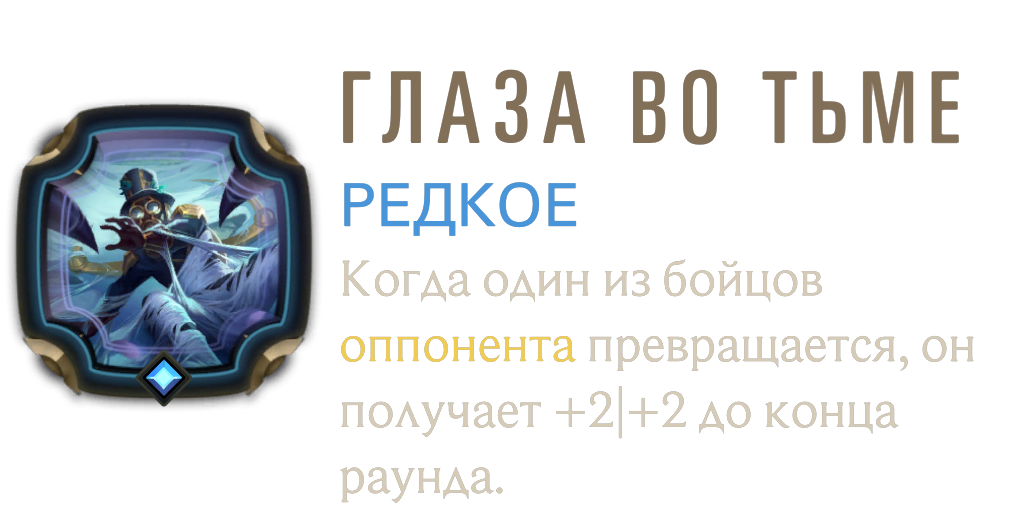 ГЛАЗА ВО ТЬМЕ
РЕДКОЕ
Когда один из бойцов
оппонента превращается, он
получает +2|+2 до конца
раунда.